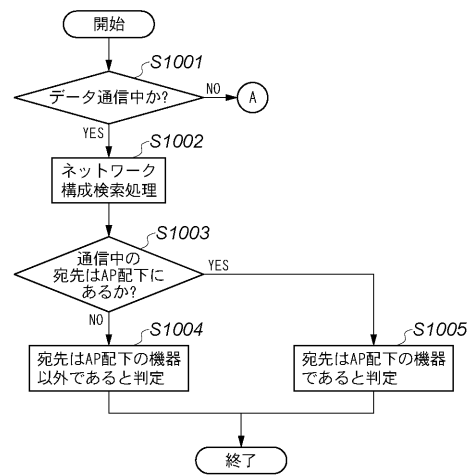 開始
S1001
データ通信中か?
NO
A
YES
S1002
ネットワーク
構成検索処理
S1003
通信中の
宛先はAP配下に
あるか?
YES
NO
S1004
宛先はAP配下の機器
以外であると判定
S1005
宛先はAP配下の機器
であると判定
終了